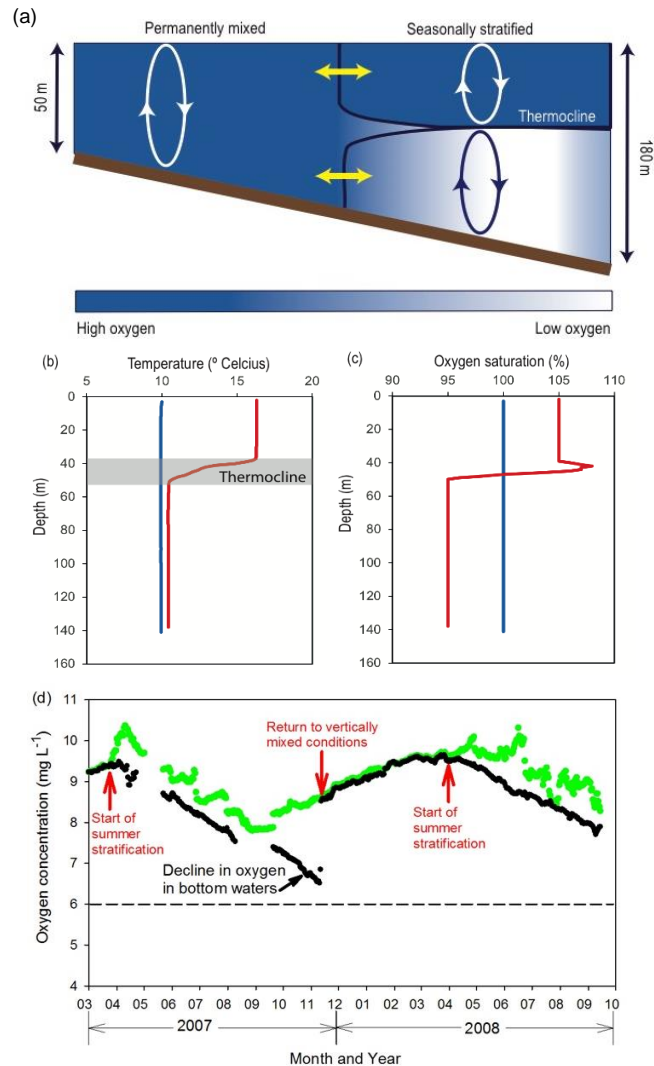 (a)
Permanently mixed
Seasonally stratified
50 m
Thermocline
180 m
High oxygen
Low oxygen
(b)
Temperature (º Celcius)
5 10 15 20
0
20
40
60
80
100
120
140
160
Depth (m)
Thermocline
(c)
Oxygen saturation (%)
90 95 100 105 110
0
20
40
60
80
100
120
140
160
Depth (m)
(d)
11
10
9
8
7
6
5
4
Oxygen concentration (mg L-1)
Start of
summer
stratification
Return to vertically
mixed conditions
Start of
summer
stratification
Decline in oxygen
in bottom waters
03 04 05 06 07 08 09 10 11 12 01 02 03 04 05 06 07 08 09 10
2007 2008
Month and Year